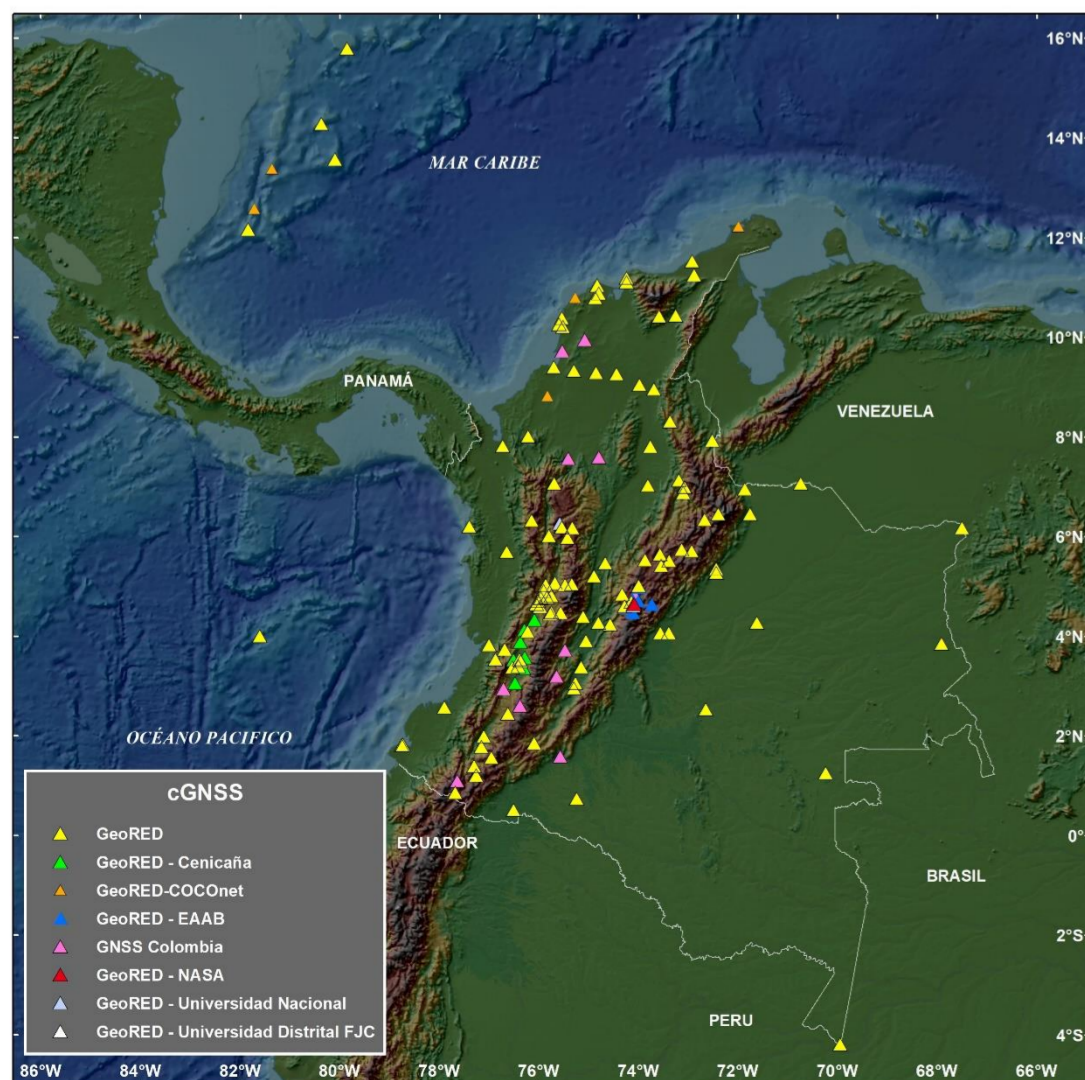 16°N
14°N
MAR CARIBE
12°N
10°N
PANAMÁ
VENEZUELA
8°N
6°N
4°N
OCÉANO PACIFICO
2°N
cGNSS
GeoRED
GeoRED - Cenicaña
GeoRED-COCOnet
GeoRED - EAAB
GNSS Colombia
GeoRED - NASA
GeoRED - Universidad Nacional
GeoRED - Universidad Distrital FJC
ECUADOR
0°
BRASIL
2°S
PERU
4°S
86°W 84°W 82°W 80°W 78°W 76°W 74°W 72°W 70°W 68°W 66°W